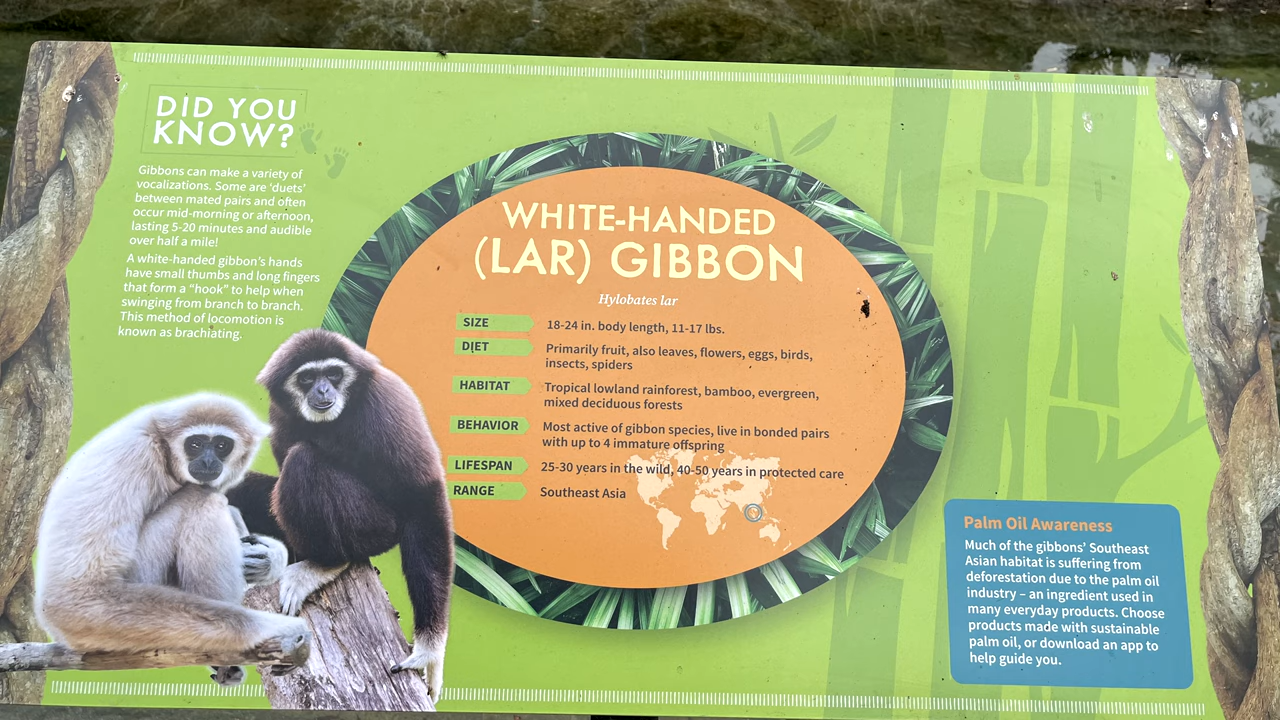 DID YOU
KNOW?
Gibbons can make a variety of
vocalizations. Some are ‘duets’
between mated pairs and often
occur mid-morning or afternoon,
lasting 5-20 minutes and audible
over half a mile!
A white-handed gibbon’s hands
have small thumbs and long fingers
that form a “hook” to help when
swinging from branch to branch.
This method of locomotion is
known as brachiating.
WHITE-HANDED
(LAR) GIBBON
Hylobates lar
SIZE 18-24 in. body length, 11-17 lbs.
DIET Primarily fruit, also leaves, flowers, eggs, birds,
insects, spiders
HABITAT Tropical lowland rainforest, bamboo, evergreen,
mixed deciduous forests
BEHAVIOR Most active of gibbon species, live in bonded pairs
with up to 4 immature offspring
LIFESPAN 25-30 years in the wild, 40-50 years in protected care
RANGE Southeast Asia
Palm Oil Awareness
Much of the gibbons’ Southeast
Asian habitat is suffering from
deforestation due to the palm oil
industry – an ingredient used in
many everyday products. Choose
products made with sustainable
palm oil, or download an app to
help guide you.